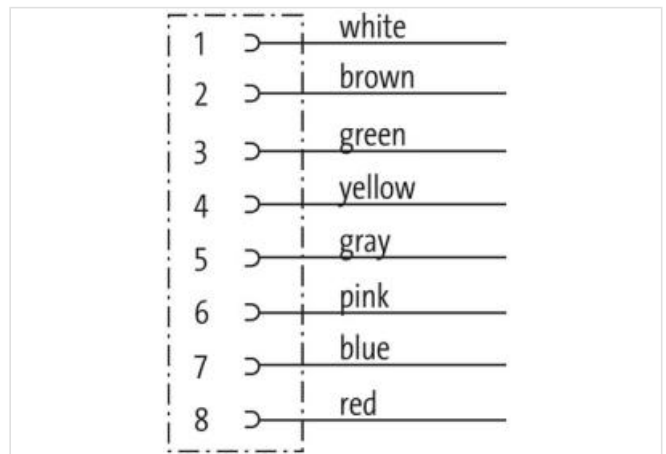 1 white
2 brown
3 green
4 yellow
5 gray
6 pink
7 blue
8 red